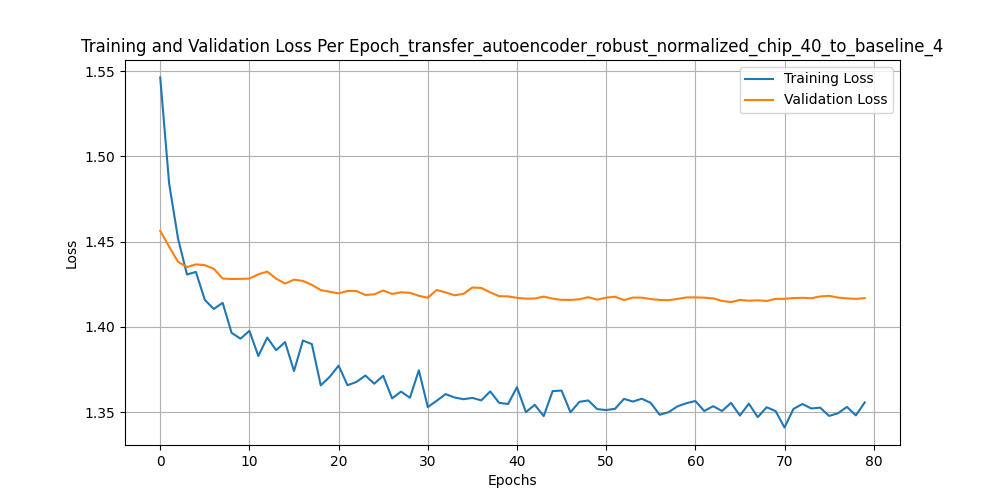 Training and Validation Loss Per Epoch_transfer_autoencoder_robust_normalized_chip_40_to_baseline_4
Training Loss
Validation Loss
1.55
1.50
1.45
1.40
1.35
Loss
0 10 20 30 40 50 60 70 80
Epochs